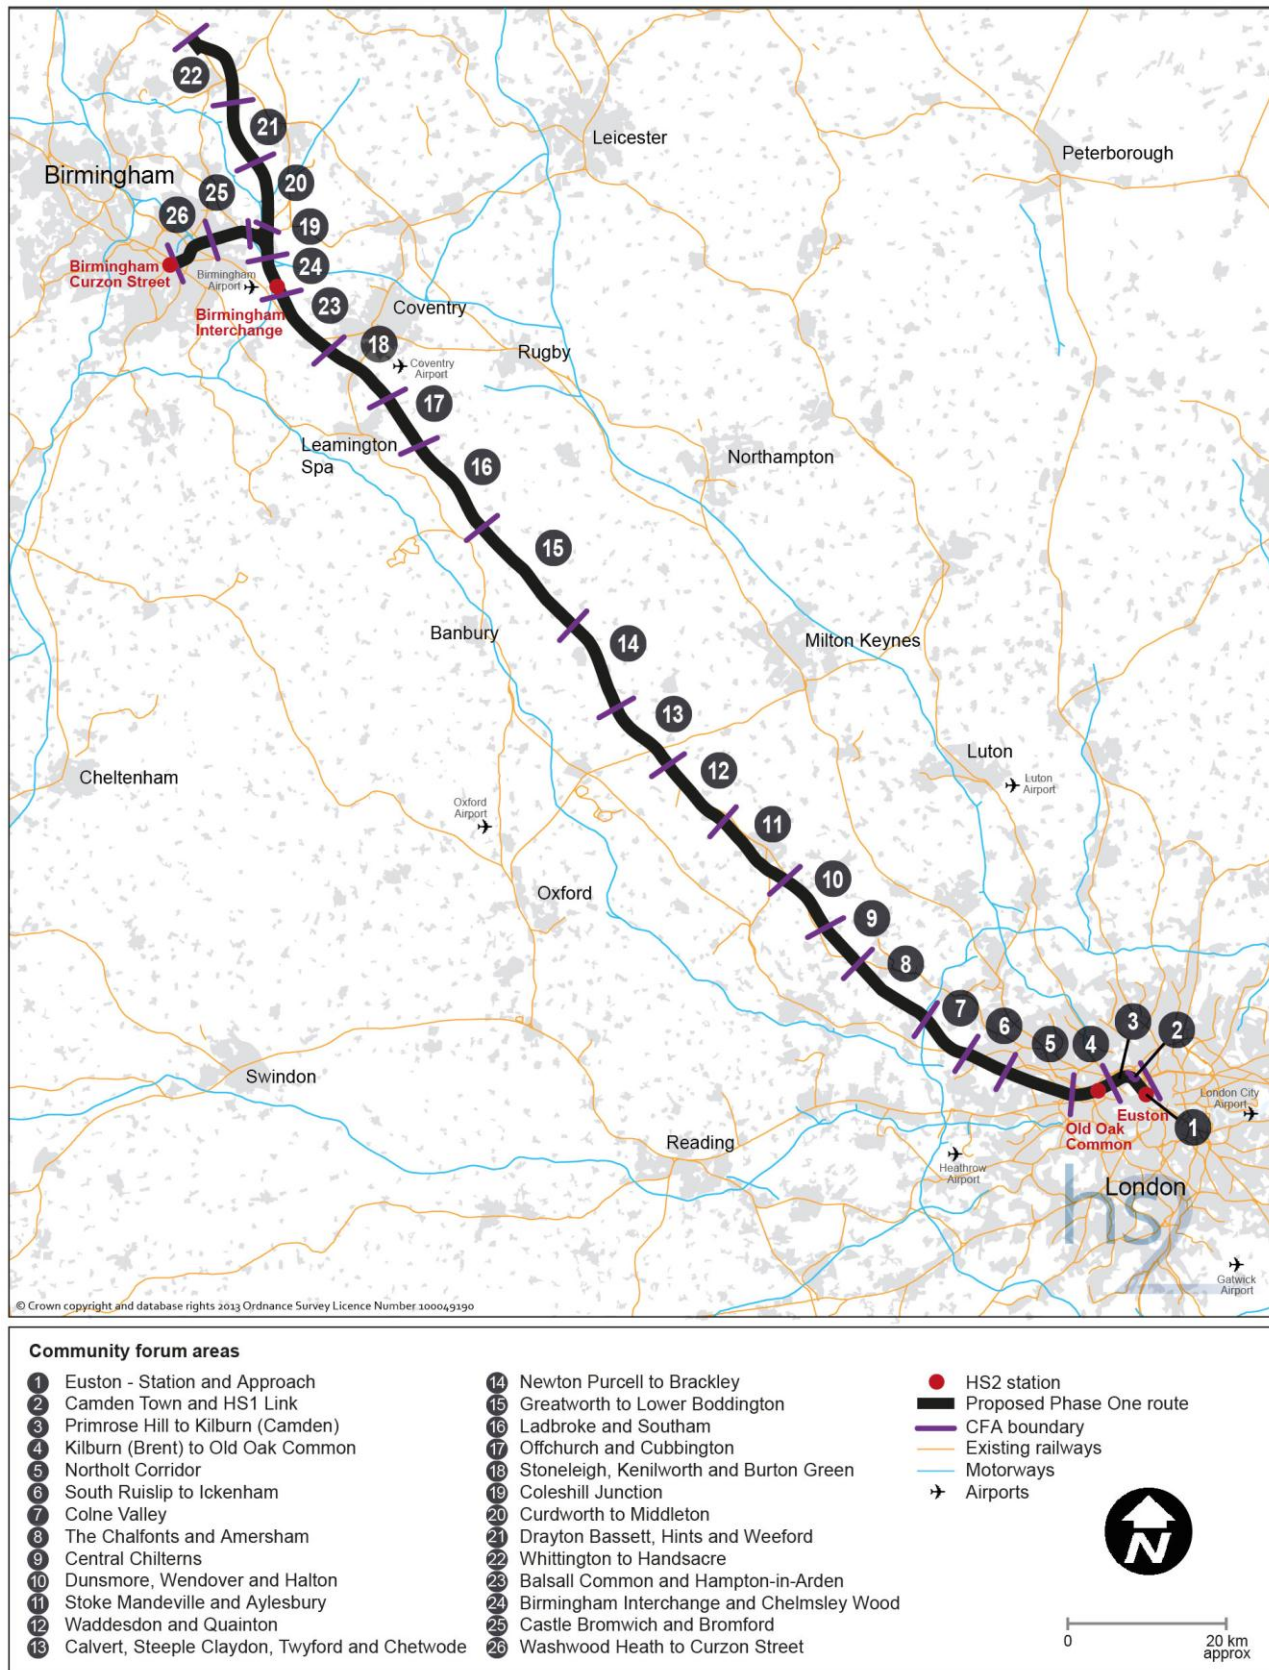 22
Leicester
21
Peterborough
Birmingham
25
20
26
19
Birmingham
Curzon Street
Birmingham
Airport
24
Birmingham
Interchange
23
Coventry
18
Coventry
Airport
Rugby
17
Leamington
Spa
16
Northampton
15
Banbury
14
Milton Keynes
13
Luton
Luton
Airport
12
Cheltenham
Oxford
Airport
11
10
Oxford
9
8
7
6
5
4
3
2
Swindon
London City
Airport
Euston
Old Oak
Common
1
Reading
Heathrow
Airport
London
hs2
Gatwick
Airport
© Crown copyright and database rights 2013 Ordnance Survey Licence Number 100049190
Community forum areas
1 Euston - Station and Approach
2 Camden Town and HS1 Link
3 Primrose Hill to Kilburn (Camden)
4 Kilburn (Brent) to Old Oak Common
5 Northolt Corridor
6 South Ruislip to Ickenham
7 Colne Valley
8 The Chalfonts and Amersham
9 Central Chilterns
10 Dunsmore, Wendover and Halton
11 Stoke Mandeville and Aylesbury
12 Waddesdon and Quainton
13 Calvert, Steeple Claydon, Twyford and Chetwode
14 Newton Purcell to Brackley
15 Greatworth to Lower Boddington
16 Ladbroke and Southam
17 Offchurch and Cubbington
18 Stoneleigh, Kenilworth and Burton Green
19 Coleshill Junction
20 Curdworth to Middleton
21 Drayton Bassett, Hints and Weeford
22 Whittington to Handsacre
23 Balsall Common and Hampton-in-Arden
24 Birmingham Interchange and Chelmsley Wood
25 Castle Bromwich and Bromford
26 Washwood Heath to Curzon Street
HS2 station
Proposed Phase One route
CFA boundary
Existing railways
Motorways
Airports
N
0 20 km
approx